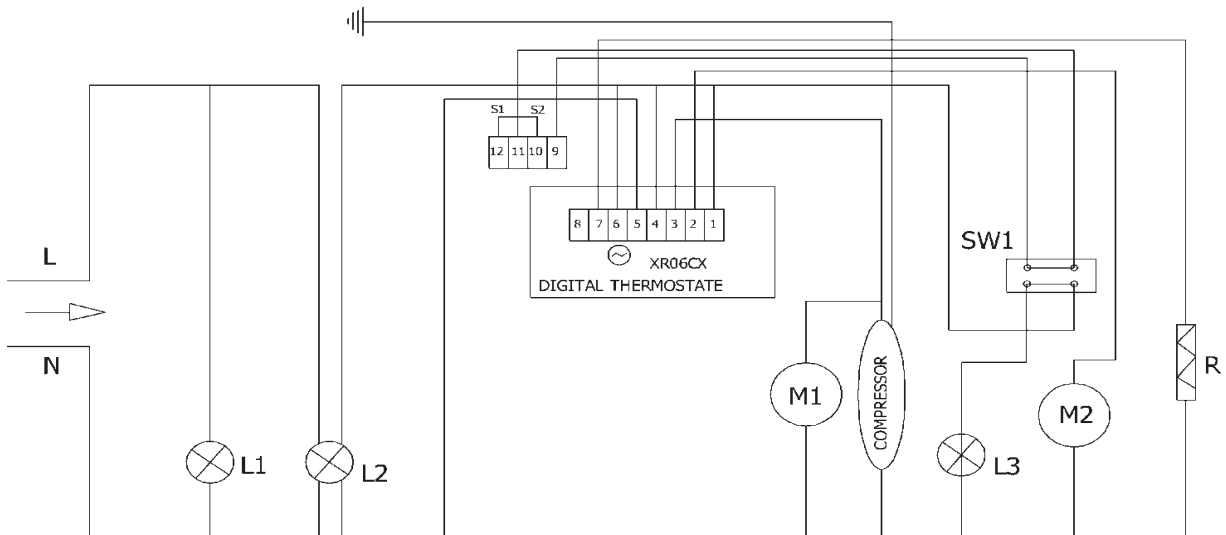 S1 S2
12 11 10 9
8 7 6 5 4 3 2 1
XR06CX
DIGITAL THERMOSTATE
SW1
L
N
R
M1
COMPRESSOR
M2
L1
L2
L3